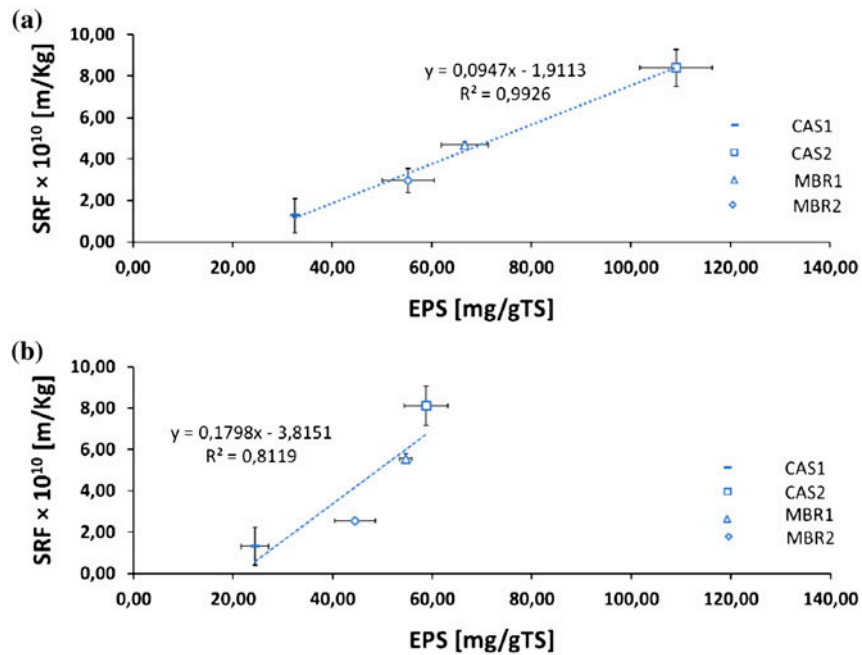 (a)
10,00
8,00
6,00
4,00
2,00
0,00
SRF × 10¹⁰ [m/Kg]
y = 0,0947x - 1,9113
R² = 0,9926
CAS1
CAS2
MBR1
MBR2
0,00 20,00 40,00 60,00 80,00 100,00 120,00 140,00
EPS [mg/gTS]
(b)
10,00
8,00
6,00
4,00
2,00
0,00
SRF × 10¹⁰ [m/Kg]
y = 0,1798x - 3,8151
R² = 0,8119
CAS1
CAS2
MBR1
MBR2
0,00 20,00 40,00 60,00 80,00 100,00 120,00 140,00
EPS [mg/gTS]